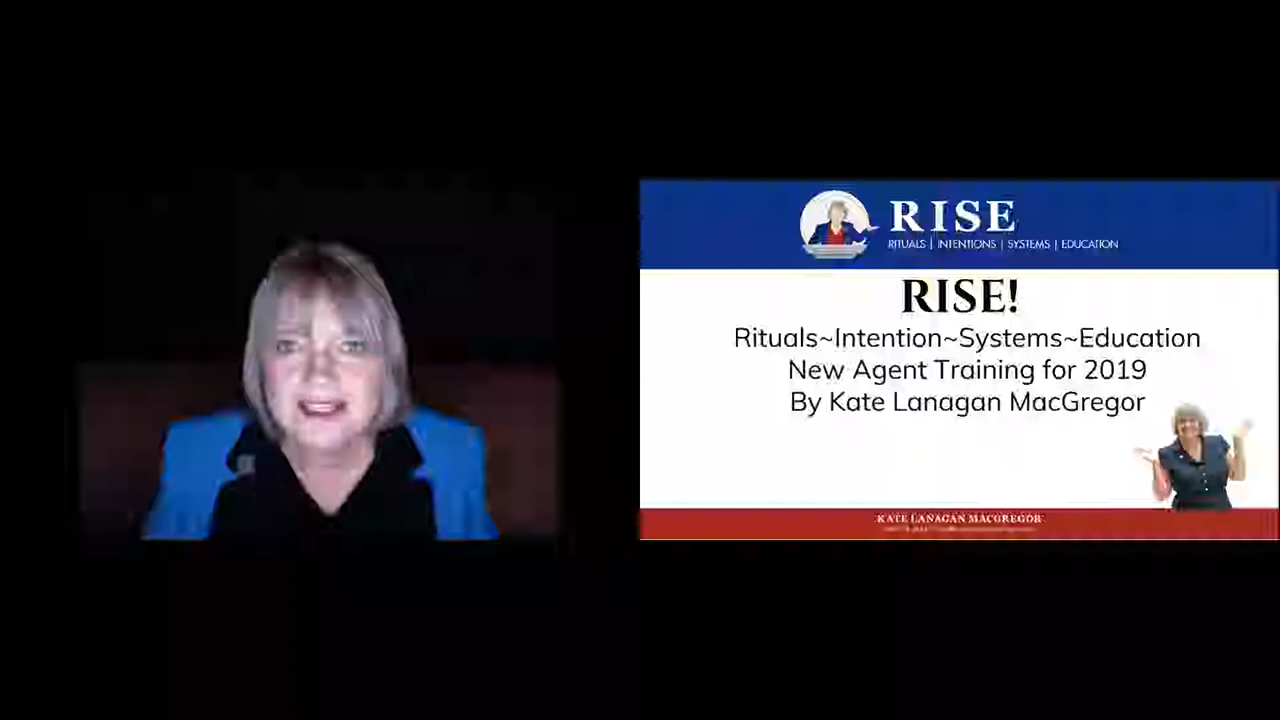 RISE
RITUALS | INTENTIONS | SYSTEMS | EDUCATION
RISE!
Rituals~Intention~Systems~Education
New Agent Training for 2019
By Kate Lanagan MacGregor
KATE LANAGAN MACGREGOR